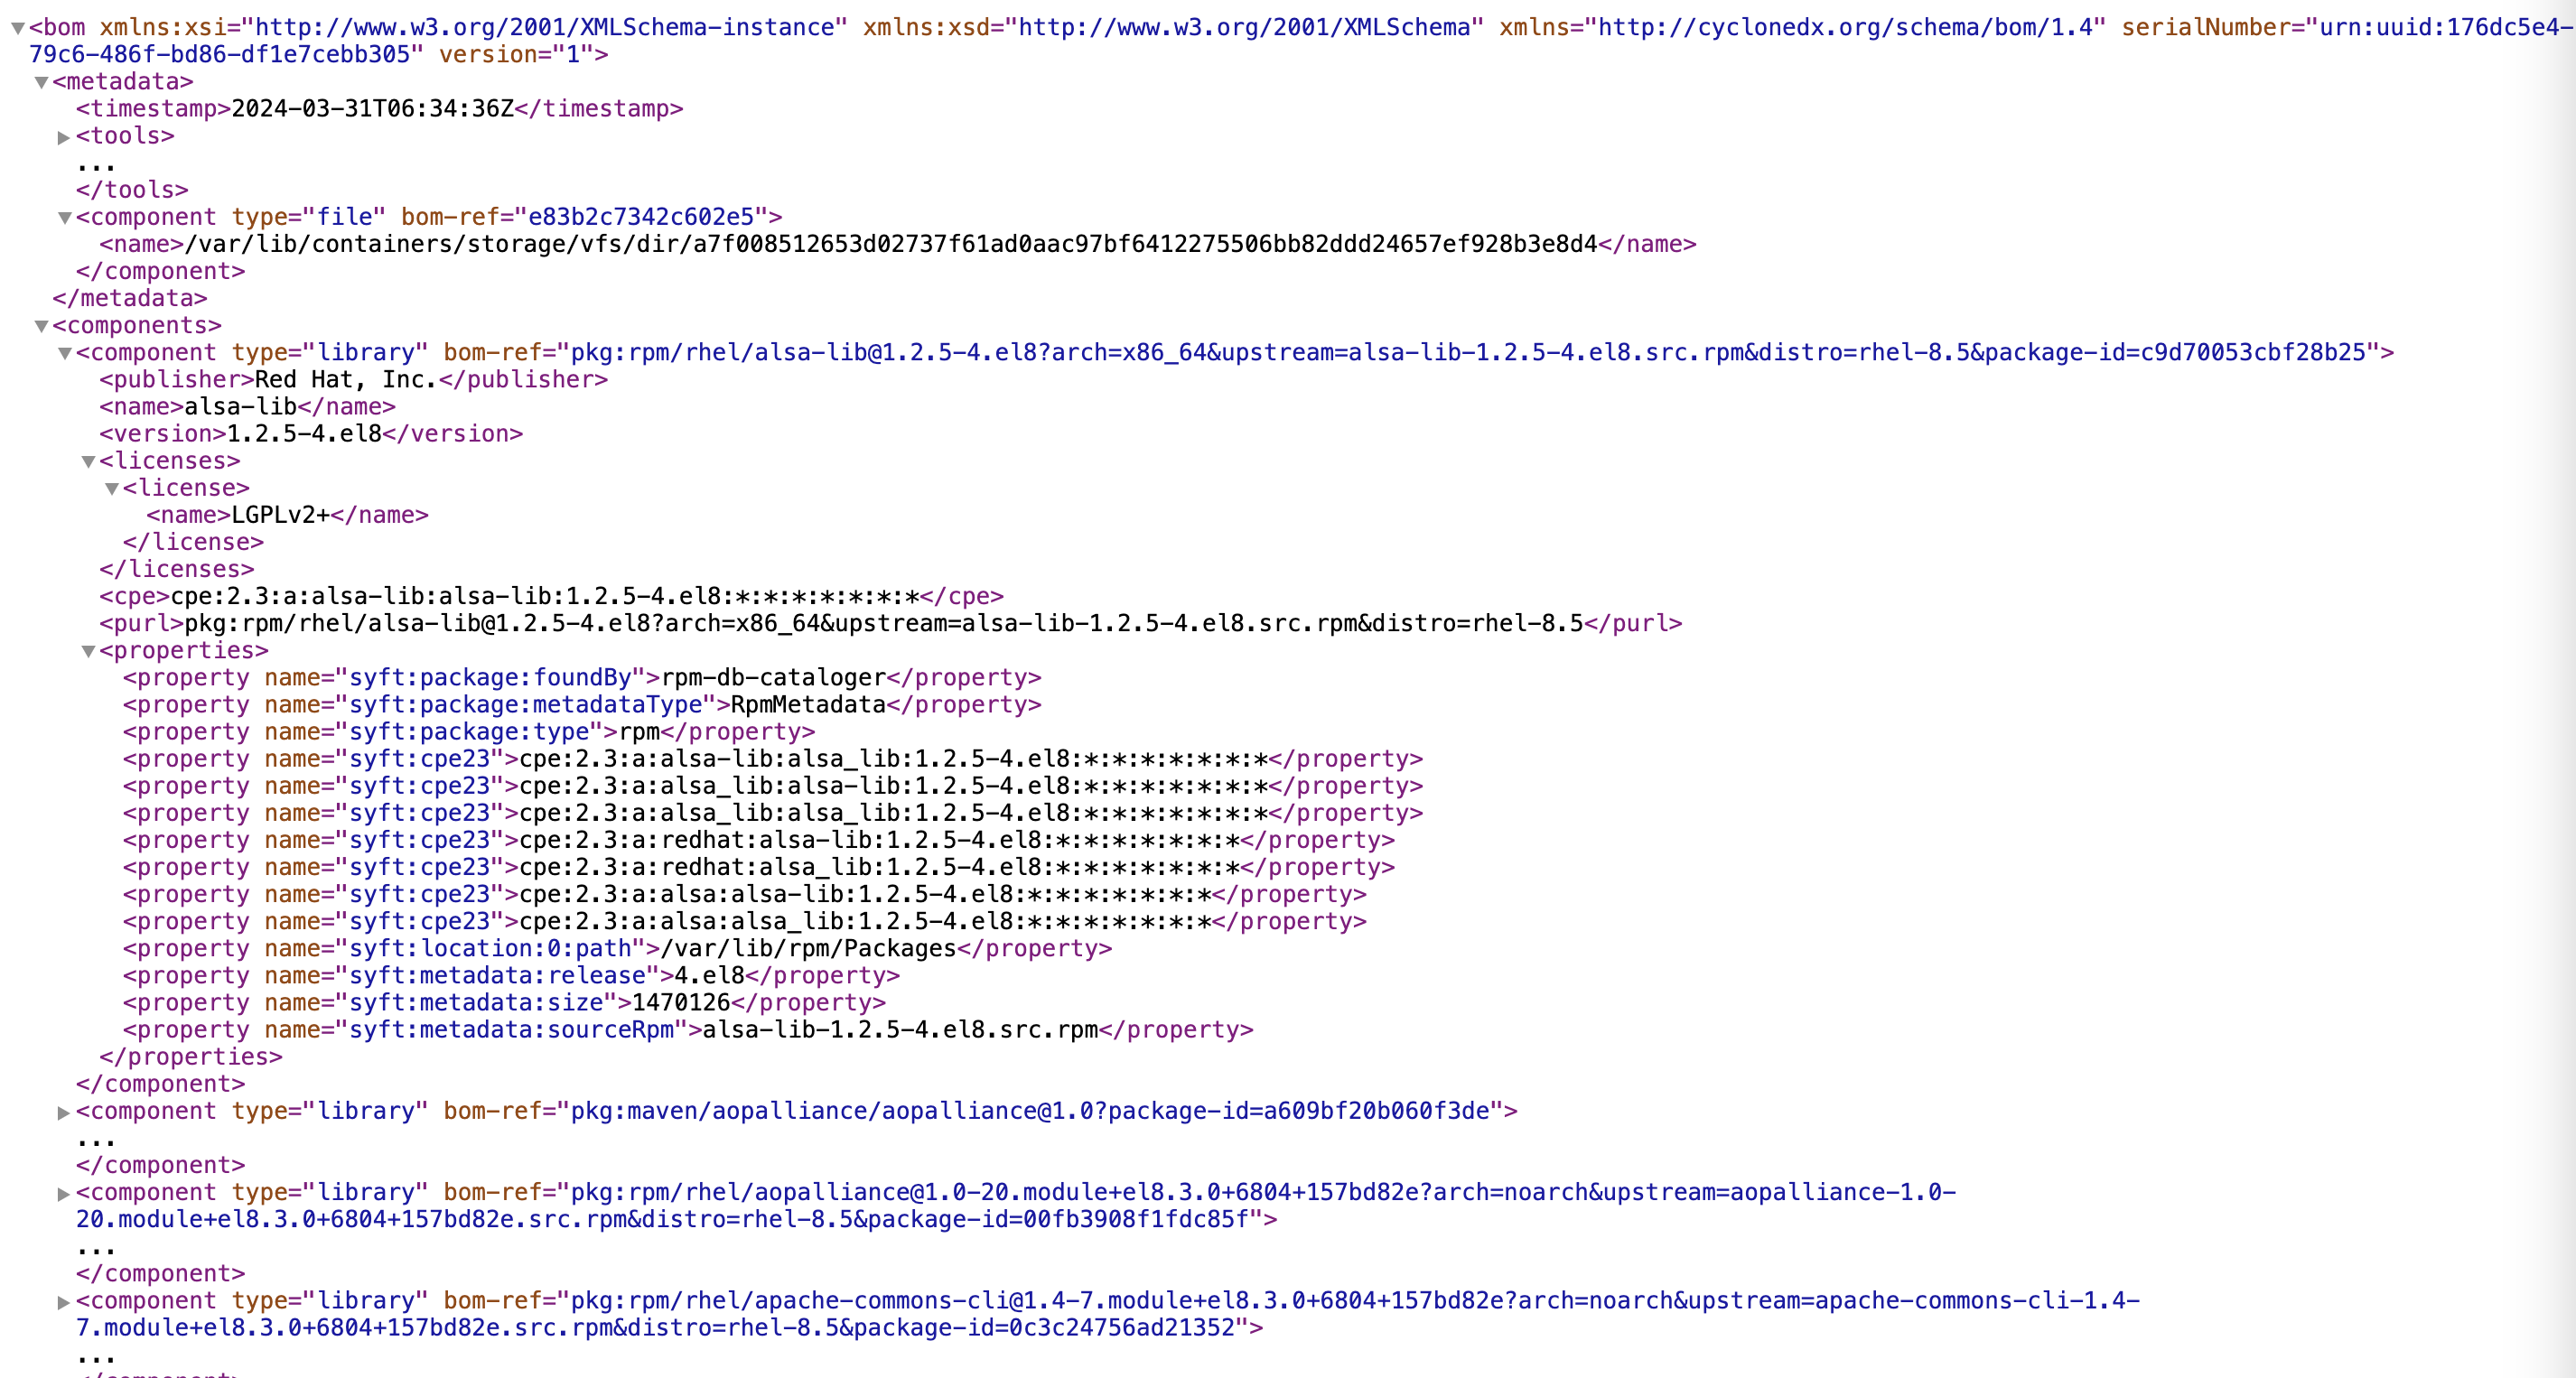 <bom xmlns:xsi="http://www.w3.org/2001/XMLSchema-instance" xmlns:xsd="http://www.w3.org/2001/XMLSchema" xmlns="http://cyclonedx.org/schema/bom/1.4" serialNumber="urn:uuid:176dc5e4-
79c6-486f-bd86-df1e7cebb305" version="1">
<metadata>
<timestamp>2024-03-31T06:34:36Z</timestamp>
<tools>
...
</tools>
<component type="file" bom-ref="e83b2c7342c602e5">
<name>/var/lib/containers/storage/vfs/dir/a7f008512653d02737f61ad0aac97bf6412275506bb82ddd24657ef928b3e8d4</name>
</component>
</metadata>
<components>
<component type="library" bom-ref="pkg:rpm/rhel/alsa-lib@1.2.5-4.el8?arch=x86_64&upstream=alsa-lib-1.2.5-4.el8.src.rpm&distro=rhel-8.5&package-id=c9d70053cbf28b25">
<publisher>Red Hat, Inc.</publisher>
<name>alsa-lib</name>
<version>1.2.5-4.el8</version>
<licenses>
<license>
<name>LGPLv2+</name>
</license>
</licenses>
<cpe>cpe:2.3:a:alsa-lib:alsa-lib:1.2.5-4.el8:*:*:*:*:*:*:*</cpe>
<purl>pkg:rpm/rhel/alsa-lib@1.2.5-4.el8?arch=x86_64&upstream=alsa-lib-1.2.5-4.el8.src.rpm&distro=rhel-8.5</purl>
<properties>
<property name="syft:package:foundBy">rpm-db-cataloger</property>
<property name="syft:package:metadataType">RpmMetadata</property>
<property name="syft:package:type">rpm</property>
<property name="syft:cpe23">cpe:2.3:a:alsa-lib:alsa_lib:1.2.5-4.el8:*:*:*:*:*:*:*</property>
<property name="syft:cpe23">cpe:2.3:a:alsa_lib:alsa-lib:1.2.5-4.el8:*:*:*:*:*:*:*</property>
<property name="syft:cpe23">cpe:2.3:a:alsa_lib:alsa_lib:1.2.5-4.el8:*:*:*:*:*:*:*</property>
<property name="syft:cpe23">cpe:2.3:a:redhat:alsa-lib:1.2.5-4.el8:*:*:*:*:*:*:*</property>
<property name="syft:cpe23">cpe:2.3:a:redhat:alsa_lib:1.2.5-4.el8:*:*:*:*:*:*:*</property>
<property name="syft:cpe23">cpe:2.3:a:alsa:alsa-lib:1.2.5-4.el8:*:*:*:*:*:*:*</property>
<property name="syft:cpe23">cpe:2.3:a:alsa:alsa_lib:1.2.5-4.el8:*:*:*:*:*:*:*</property>
<property name="syft:location:0:path">/var/lib/rpm/Packages</property>
<property name="syft:metadata:release">4.el8</property>
<property name="syft:metadata:size">1470126</property>
<property name="syft:metadata:sourceRpm">alsa-lib-1.2.5-4.el8.src.rpm</property>
</properties>
</component>
<component type="library" bom-ref="pkg:maven/aopalliance/aopalliance@1.0?package-id=a609bf20b060f3de">
...
</component>
<component type="library" bom-ref="pkg:rpm/rhel/aopalliance@1.0-20.module+el8.3.0+6804+157bd82e?arch=noarch&upstream=aopalliance-1.0-
20.module+el8.3.0+6804+157bd82e.src.rpm&distro=rhel-8.5&package-id=00fb3908f1fdc85f">
...
</component>
<component type="library" bom-ref="pkg:rpm/rhel/apache-commons-cli@1.4-7.module+el8.3.0+6804+157bd82e?arch=noarch&upstream=apache-commons-cli-1.4-
7.module+el8.3.0+6804+157bd82e.src.rpm&distro=rhel-8.5&package-id=0c3c24756ad21352">
...